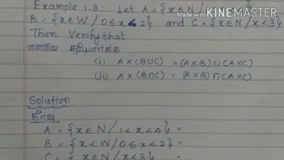 Example 1.3: Let A = {x∈N / 1<x<4}
B = {x∈W / 0≤x<2} and C = {x∈N / x<3}
Then Verify that
(i) A×(B∪C) = (A×B)∪(A×C)
(ii) A×(B∩C) = (A×B)∩(A×C)
Solution
A = {x∈N / 1<x<4} =
B = {x∈W / 0≤x<2} =
C = {x∈N / x<3} =
Made with KINEMASTER